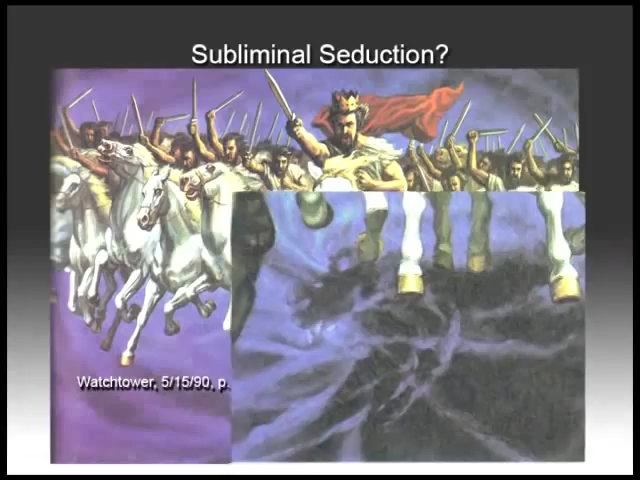 Subliminal Seduction?
Watchtower, 5/15/90, p.